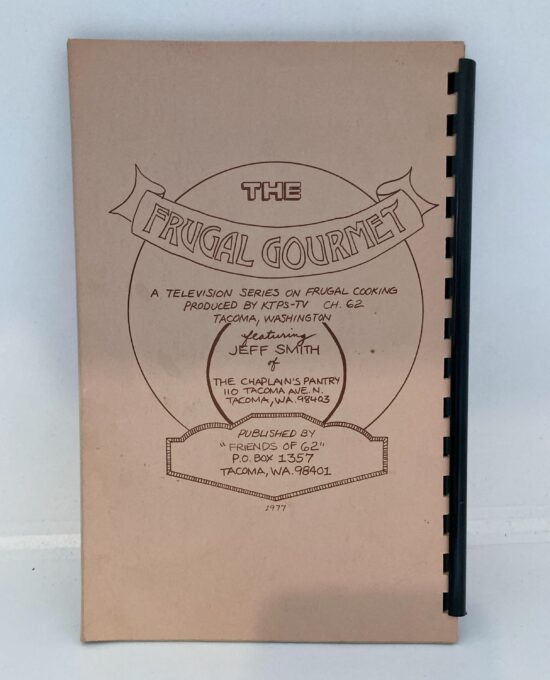 THE
FRUGAL GOURMET
A TELEVISION SERIES ON FRUGAL COOKING
PRODUCED BY KTPS-TV CH. 62
TACOMA, WASHINGTON
featuring
JEFF SMITH
of
THE CHAPLAIN'S PANTRY
110 TACOMA AVE. N.
TACOMA, WA. 98403
PUBLISHED BY
"FRIENDS OF 62"
P.O. BOX 1357
TACOMA, WA. 98401
1977